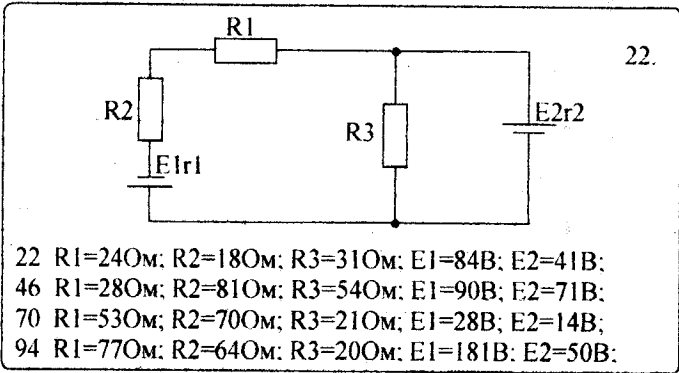 R1
22.
R2
R3
E2r2
E1r1
22 R1=24Ом; R2=18Ом; R3=31Ом; E1=84В; E2=41В;
46 R1=28Ом; R2=81Ом; R3=54Ом; E1=90В; E2=71В;
70 R1=53Ом; R2=70Ом; R3=21Ом; E1=28В; E2=14В;
94 R1=77Ом; R2=64Ом; R3=20Ом; E1=181В; E2=50В;